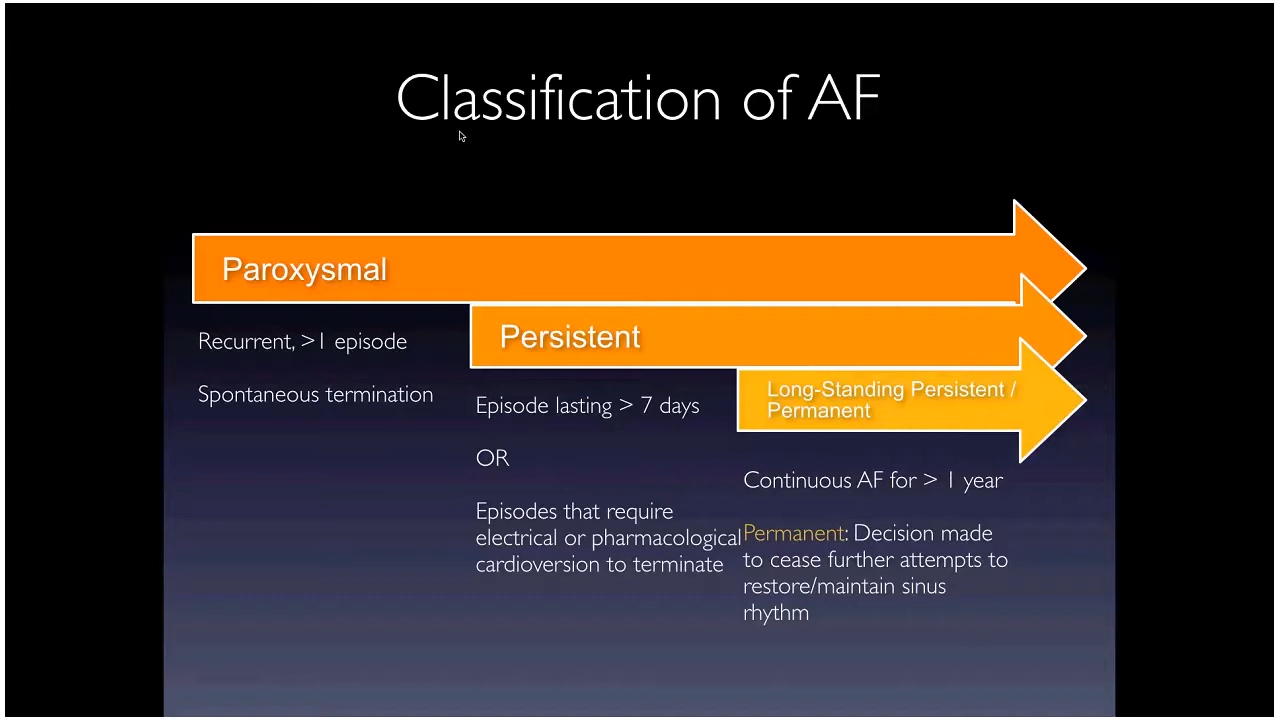 Classification of AF
Paroxysmal
Recurrent, >1 episode
Spontaneous termination
Persistent
Episode lasting > 7 days
OR
Episodes that require
electrical or pharmacological
cardioversion to terminate
Long-Standing Persistent /
Permanent
Continuous AF for > 1 year
Permanent: Decision made
to cease further attempts to
restore/maintain sinus
rhythm